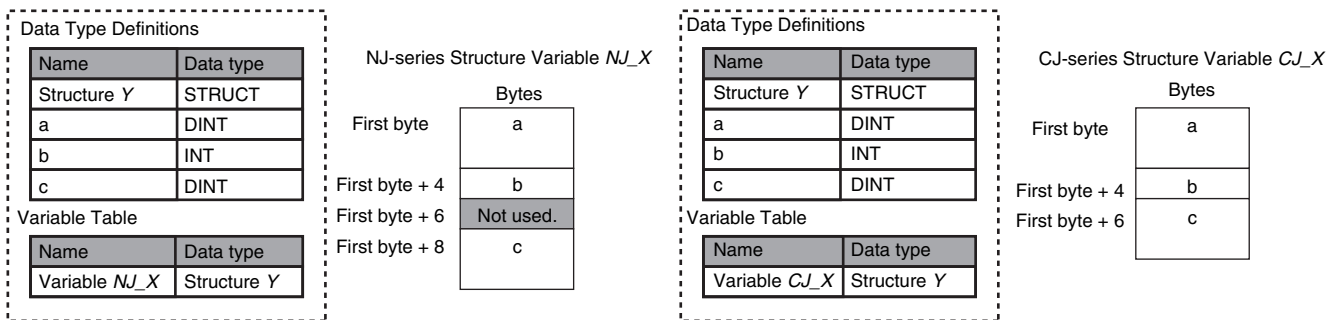 Data Type Definitions
Name Data type
Structure Y STRUCT
a DINT
b INT
c DINT
Variable Table
Name Data type
Variable NJ_X Structure Y
NJ-series Structure Variable NJ_X
Bytes
First byte a
First byte + 4 b
First byte + 6 Not used.
First byte + 8 c
Data Type Definitions
Name Data type
Structure Y STRUCT
a DINT
b INT
c DINT
Variable Table
Name Data type
Variable CJ_X Structure Y
CJ-series Structure Variable CJ_X
Bytes
First byte a
First byte + 4 b
First byte + 6 c